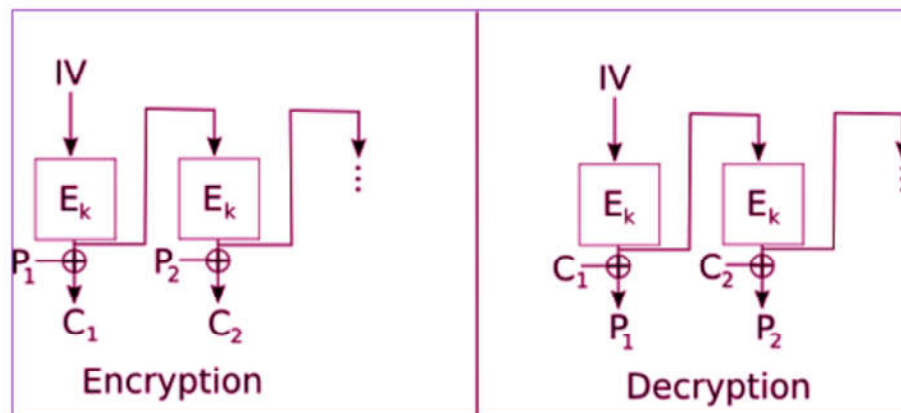 IV
E_k
E_k
⋮
P_1
P_2
C_1
C_2
Encryption
IV
E_k
E_k
⋮
C_1
C_2
P_1
P_2
Decryption